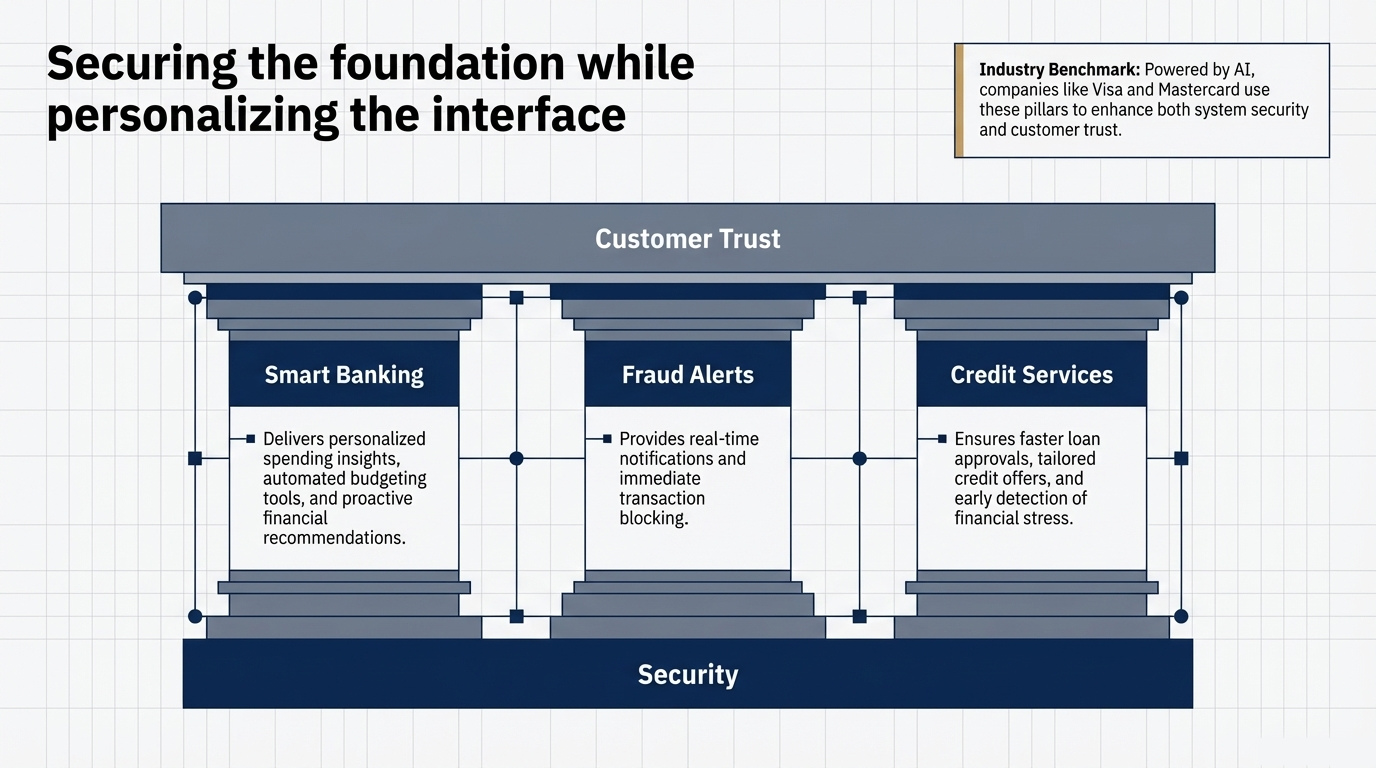 Securing the foundation while
personalizing the interface
Industry Benchmark: Powered by AI,
companies like Visa and Mastercard use
these pillars to enhance both system security
and customer trust.
Customer Trust
Smart Banking
Delivers personalized
spending insights,
automated budgeting
tools, and proactive
financial
recommendations.
Fraud Alerts
Provides real-time
notifications and
immediate
transaction
blocking.
Credit Services
Ensures faster loan
approvals, tailored
credit offers, and
early detection of
financial stress.
Security